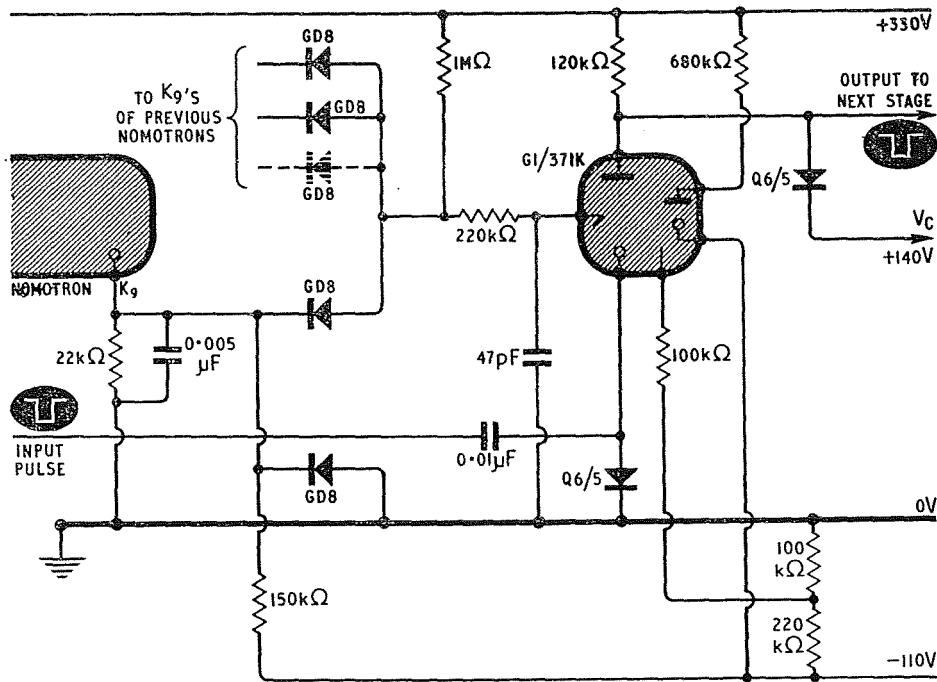 +330V
GD8
1MΩ
120kΩ
680kΩ
OUTPUT TO
NEXT STAGE
TO K9'S
OF PREVIOUS
NOMOTRONS
GD8
GD8
G1/371K
Q6/5
VC
+140V
220kΩ
NOMOTRON
K9
GD8
22kΩ
0·005
µF
47pF
100kΩ
INPUT
PULSE
0·01µF
GD8
Q6/5
0V
150kΩ
100
kΩ
220
kΩ
-110V